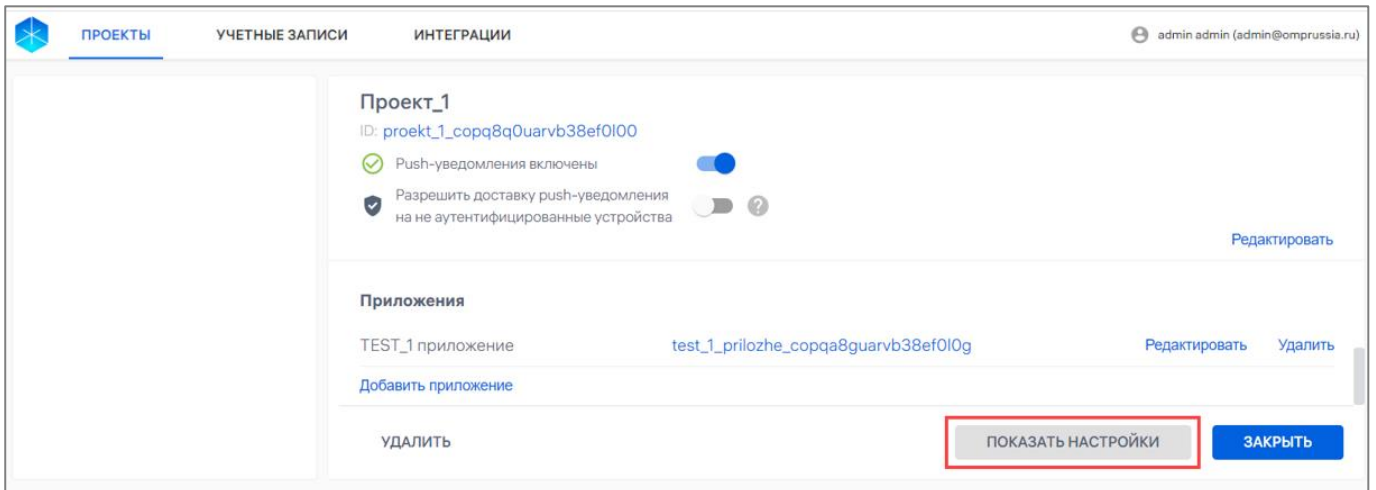 ПРОЕКТЫ УЧЕТНЫЕ ЗАПИСИ ИНТЕГРАЦИИ admin admin (admin@omprussia.ru)
Проект_1
ID: proekt_1_copq8q0uarvb38ef0l00
Push-уведомления включены
Разрешить доставку push-уведомления
на не аутентифицированные устройства ?
Редактировать
Приложения
TEST_1 приложение test_1_prilozhe_copqa8guarvb38ef0l0g Редактировать Удалить
Добавить приложение
УДАЛИТЬ ПОКАЗАТЬ НАСТРОЙКИ ЗАКРЫТЬ